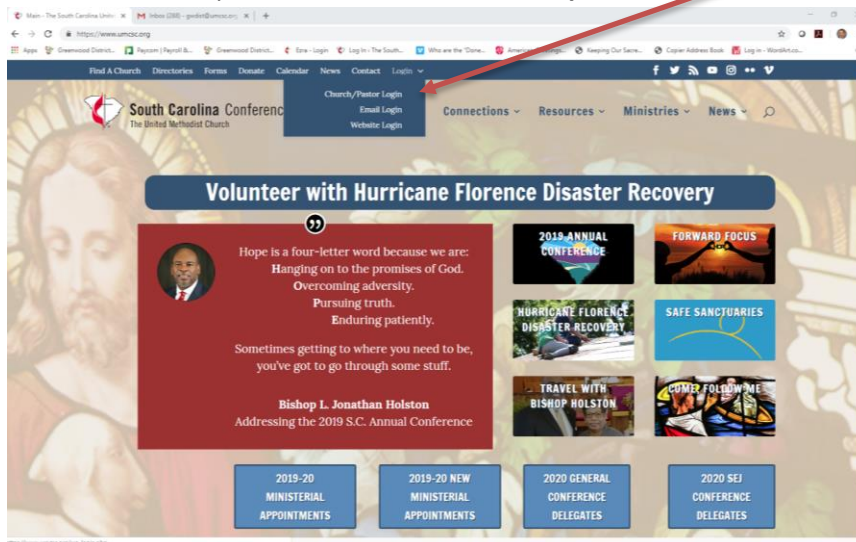 Main - The South Carolina Unite
Inbox (288) - gwdist@umcsc.org
https://www.umcsc.org
Apps
Greenwood District...
Paycom | Payroll &...
Greenwood District...
Ezra - Login
Log In ‹ The South...
Who are the "Done...
Keeping Our Sacre...
Copier Address Book
Log in - WordArt.co...
Find A Church
Directories
Forms
Donate
Calendar
News
Contact
Login
Church/Pastor Login
Email Login
Website Login
South Carolina Conferenc
The United Methodist Church
Connections
Resources
Ministries
News
Volunteer with Hurricane Florence Disaster Recovery
Hope is a four-letter word because we are:
Hanging on to the promises of God.
Overcoming adversity.
Pursuing truth.
Enduring patiently.
Sometimes getting to where you need to be,
you've got to go through some stuff.
Bishop L. Jonathan Holston
Addressing the 2019 S.C. Annual Conference
2019 ANNUAL
CONFERENCE
FORWARD FOCUS
HURRICANE FLORENCE
DISASTER RECOVERY
SAFE SANCTUARIES
TRAVEL WITH
BISHOP HOLSTON
COME FOLLOW ME
2019-20
MINISTERIAL
APPOINTMENTS
2019-20 NEW
MINISTERIAL
APPOINTMENTS
2020 GENERAL
CONFERENCE
DELEGATES
2020 SEJ
CONFERENCE
DELEGATES